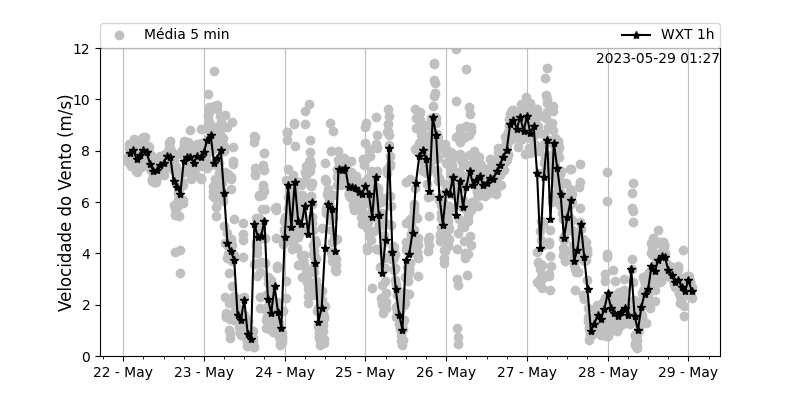 Média 5 min
WXT 1h
2023-05-29 01:27
Velocidade do Vento (m/s)
12
10
8
6
4
2
0
22 - May
23 - May
24 - May
25 - May
26 - May
27 - May
28 - May
29 - May